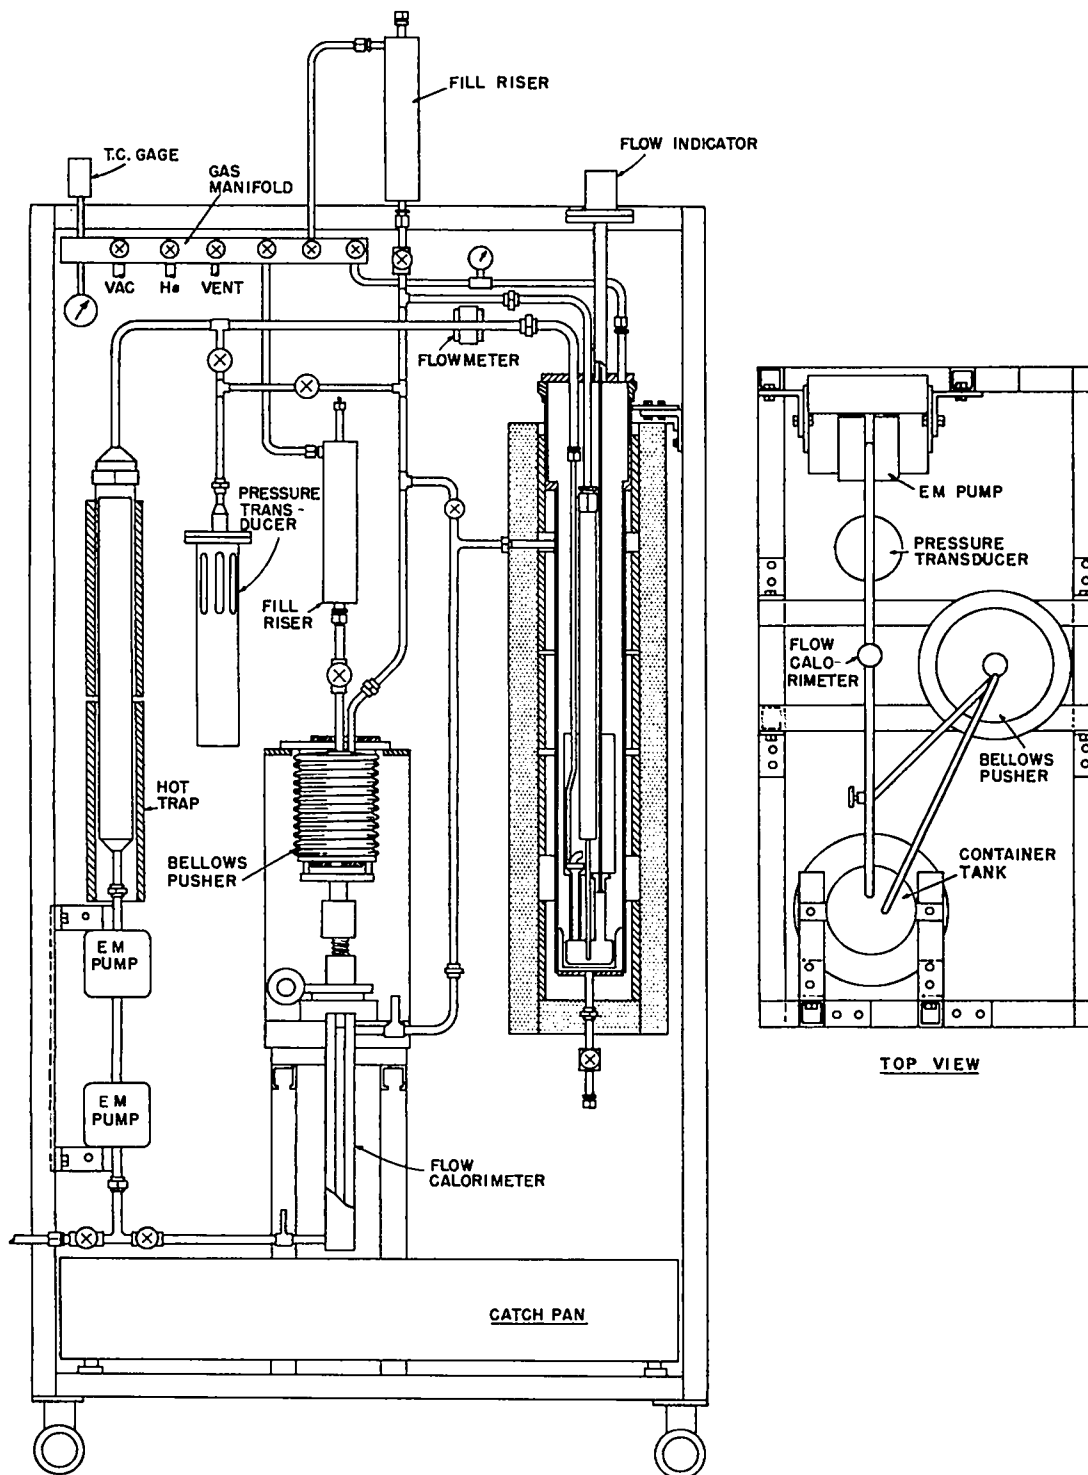 FILL RISER
FLOW INDICATOR
T.C. GAGE
GAS
MANIFOLD
VAC
He
VENT
FLOWMETER
PRESSURE
TRANS-
DUCER
EM PUMP
PRESSURE
TRANSDUCER
FILL
RISER
FLOW
CALO-
RIMETER
HOT
TRAP
BELLOWS
PUSHER
BELLOWS
PUSHER
CONTAINER
TANK
EM
PUMP
TOP VIEW
EM
PUMP
FLOW
CALORIMETER
CATCH PAN